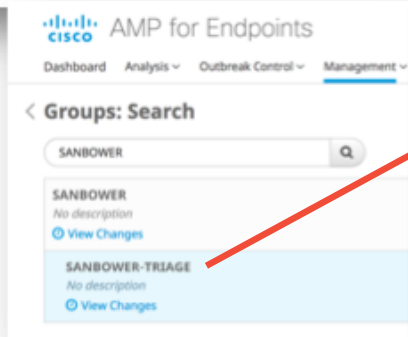 cisco AMP for Endpoints
Dashboard Analysis Outbreak Control Management
< Groups: Search
SANBOWER
SANBOWER
No description
View Changes
SANBOWER-TRIAGE
No description
View Changes